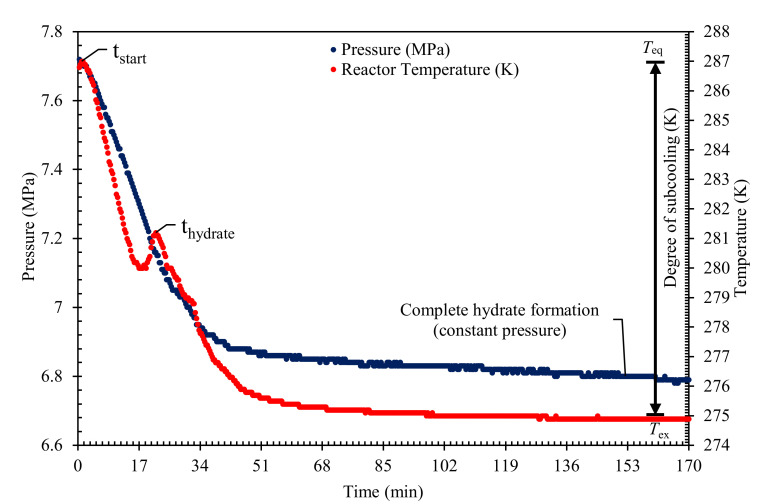 7.8
7.6
7.4
7.2
7
6.8
6.6
Pressure (MPa)
288
287
286
285
284
283
282
281
280
279
278
277
276
275
274
Temperature (K)
0 17 34 51 68 85 102 119 136 153 170
Time (min)
Pressure (MPa)
Reactor Temperature (K)
tstart
thydrate
Teq
Degree of subcooling (K)
Tex
Complete hydrate formation
(constant pressure)